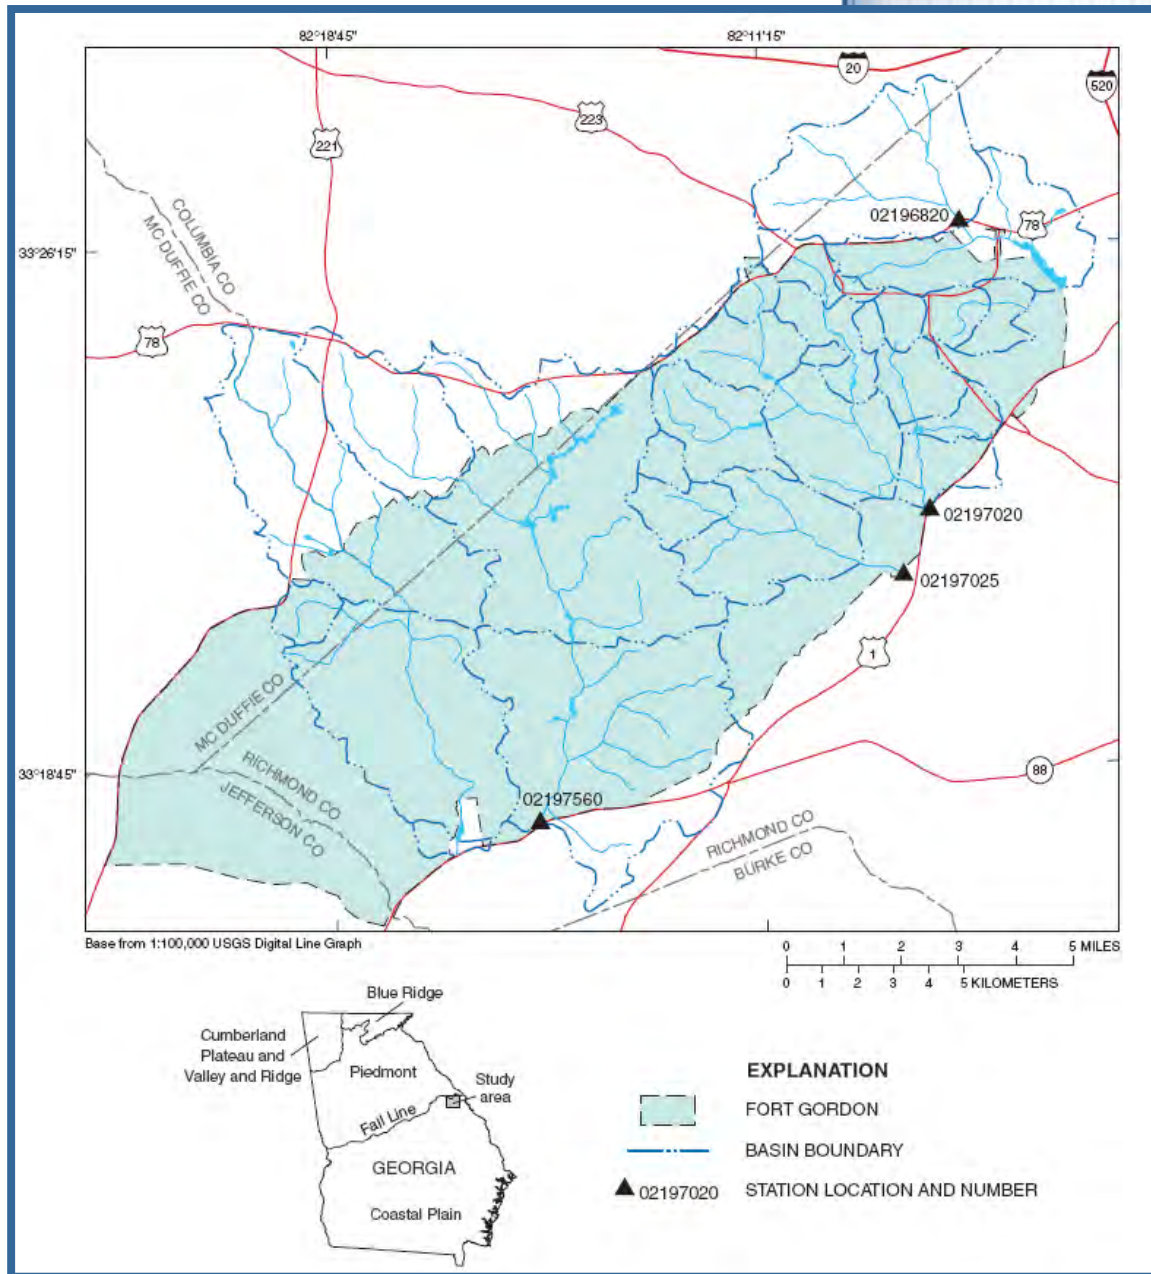 82°18'45"
82°11'15"
20
520
223
221
02196820
78
33°26'15"
COLUMBIA CO
MC DUFFIE CO
78
02197020
02197025
1
MC DUFFIE CO
33°18'45"
RICHMOND CO
JEFFERSON CO
88
02197560
RICHMOND CO
BURKE CO
Base from 1:100,000 USGS Digital Line Graph
0 1 2 3 4 5 MILES
0 1 2 3 4 5 KILOMETERS
Blue Ridge
Cumberland
Plateau and
Valley and Ridge
Piedmont
Study
area
Fall Line
GEORGIA
Coastal Plain
EXPLANATION
FORT GORDON
BASIN BOUNDARY
02197020 STATION LOCATION AND NUMBER